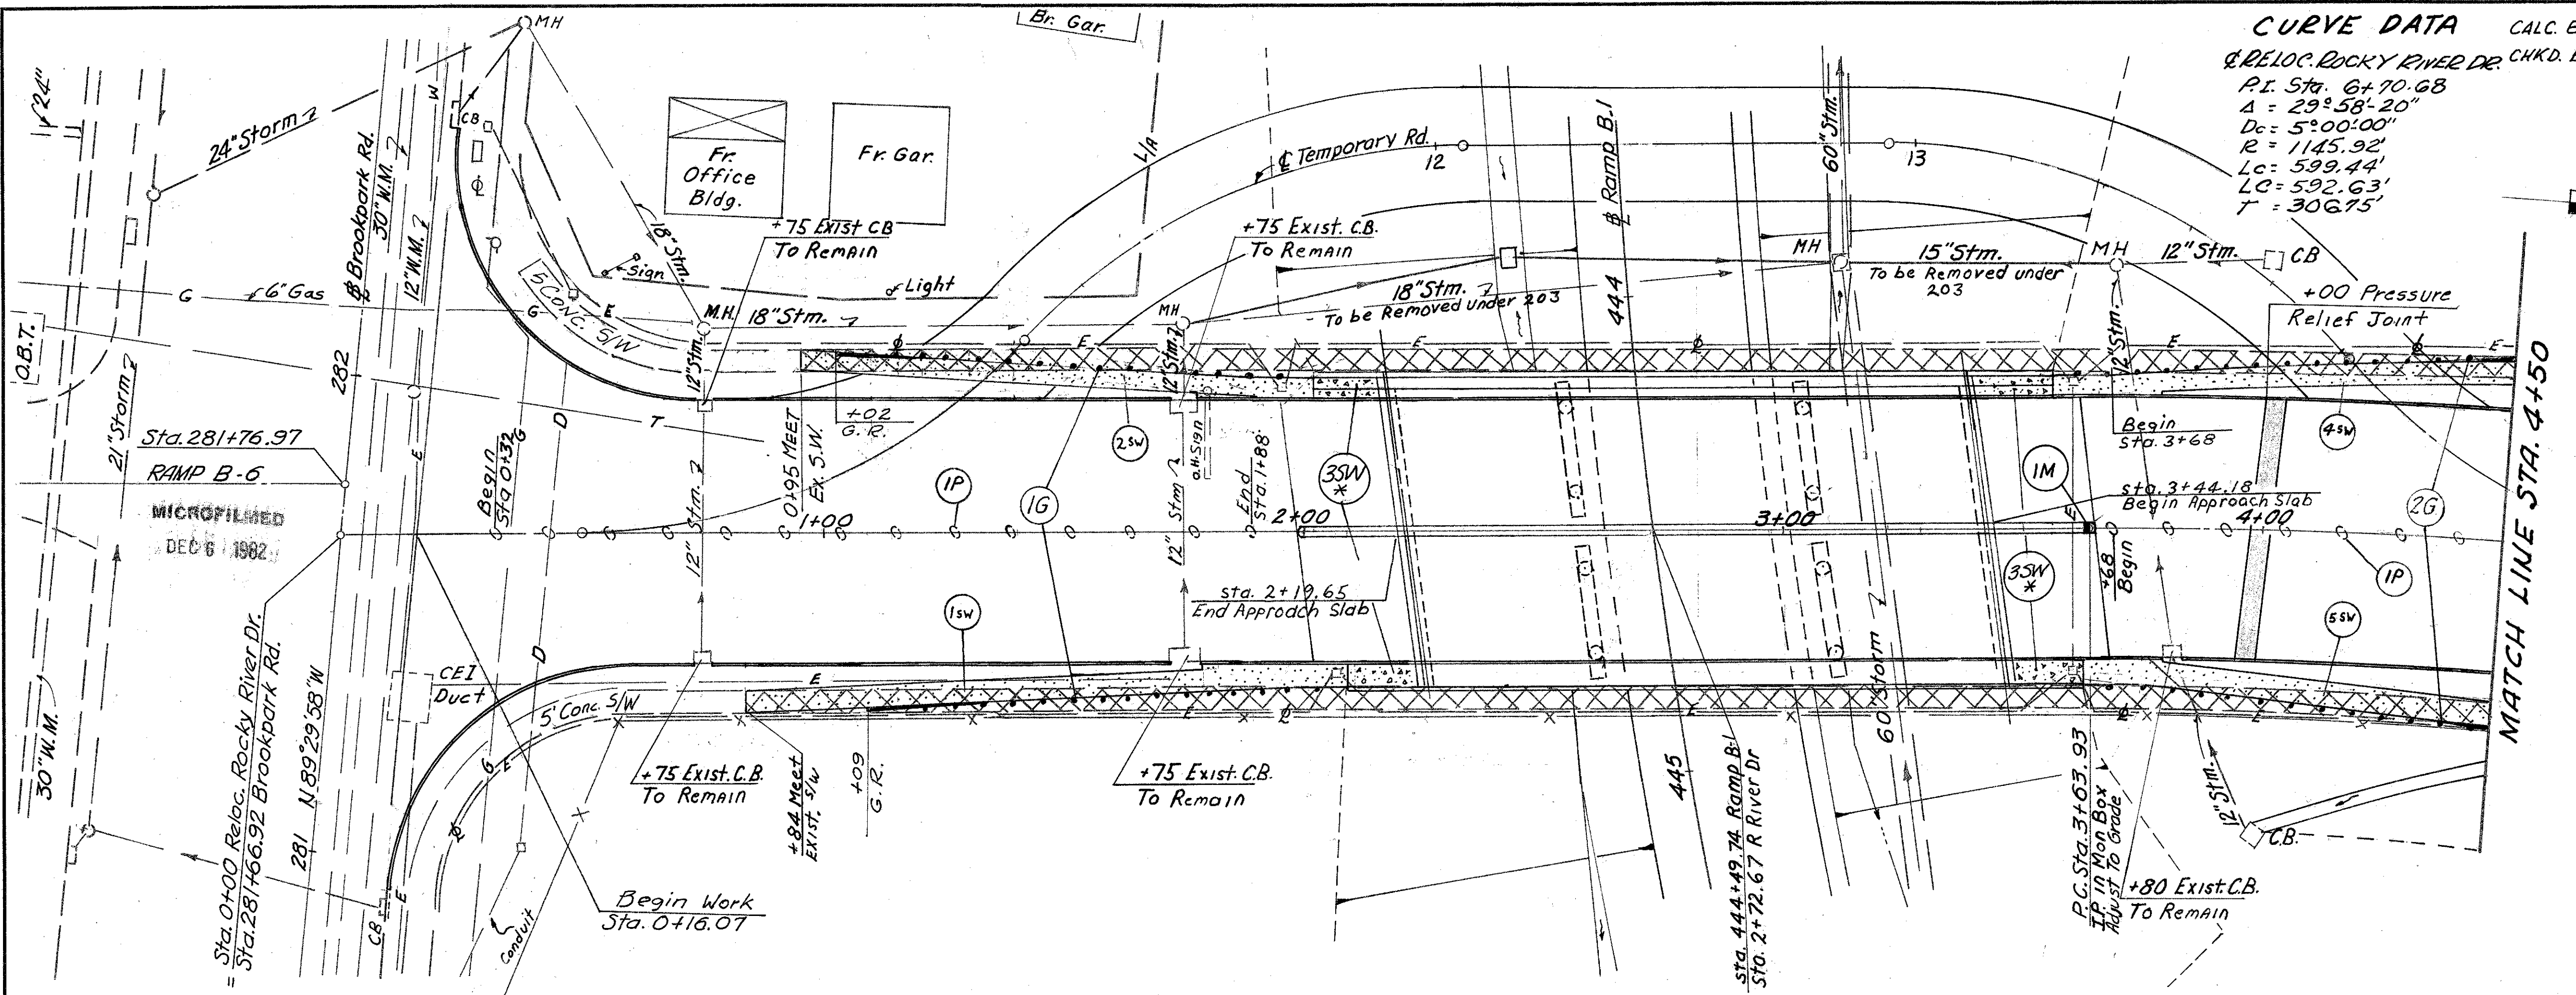 CURVE DATA
CALC. B
CHKD. B
℄ RELOC. ROCKY RIVER DR.
P.I. Sta. 6+70.68
Δ = 29°58'-20"
Dc = 5°00'00"
R = 1145.92'
Lc = 599.44'
LC = 592.63'
T = 306.75'
MH
Br. Gar.
24"
24" Storm
W
CB
Fr.
Office
Bldg.
Fr. Gar.
L/A
℄ Temporary Rd.
12
13
60" Stm.
Ramp B.1
444
Brookpark Rd.
30" W.M.
12" W.M.
18" Stm.
+75 Exist CB
To Remain
+75 Exist. C.B.
To Remain
MH
15" Stm.
To be Removed under
203
MH
12" Stm.
CB
+00 Pressure
Relief Joint
G
6" Gas
Sign
Light
5' Conc. S/W
G
E
M.H.
18" Stm.
MH
18" Stm.
To be Removed under 203
O.B.T.
21" Storm
282
12" Stm.
12" Stm.
12" Stm.
E
E
E
E
E
Sta. 281+76.97
RAMP B-6
T
D
G
Begin
Sta 0+32
0+95 MEET
Ex. S.W.
+02
G. R.
2SW
O.H. Sign
End
Sta. 1+88
3SW
*
1M
Begin
Sta. 3+68
4SW
MATCH LINE STA. 4+50
MICROFILMED
DEC 6 1982
1P
1G
1+00
2+00
3+00
4+00
sta. 3+44.18
Begin Approach Slab
2G
12" Stm.
12" Stm
sta. 2+19.65
End Approach Slab
3SW
*
+68
Begin
1P
1SW
5SW
60" Storm
CEI
Duct
5' Conc. S/W
E
D
G
E
30" W.M.
N 89°29'58" W
281
= Sta. 0+00 Reloc. Rocky River Dr.
Sta. 281+66.92 Brookpark Rd.
+75 Exist. C.B.
To Remain
+84 Meet
Exist. S/W
+09
G. R.
+75 Exist. C.B.
To Remain
445
sta. 444+49.74 Ramp B-1
Sta. 2+72.67 R River Dr
P.C. Sta. 3+63.93
I.P. in Mon Box
Adjust To Grade
+80 Exist. C.B.
To Remain
12" Stm.
C.B.
Begin Work
Sta. 0+16.07
CB
E
Conduit